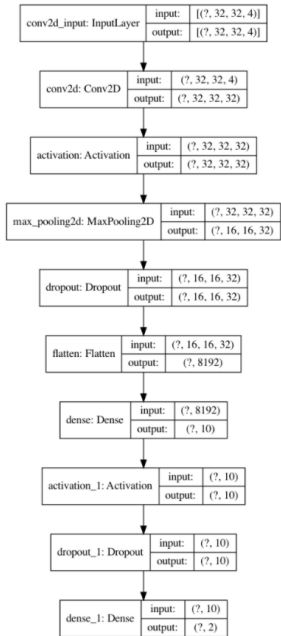 conv2d_input: InputLayer input: [(?, 32, 32, 4)]
output: [(?, 32, 32, 4)]
conv2d: Conv2D input: (?, 32, 32, 4)
output: (?, 32, 32, 32)
activation: Activation input: (?, 32, 32, 32)
output: (?, 32, 32, 32)
max_pooling2d: MaxPooling2D input: (?, 32, 32, 32)
output: (?, 16, 16, 32)
dropout: Dropout input: (?, 16, 16, 32)
output: (?, 16, 16, 32)
flatten: Flatten input: (?, 16, 16, 32)
output: (?, 8192)
dense: Dense input: (?, 8192)
output: (?, 10)
activation_1: Activation input: (?, 10)
output: (?, 10)
dropout_1: Dropout input: (?, 10)
output: (?, 10)
dense_1: Dense input: (?, 10)
output: (?, 2)